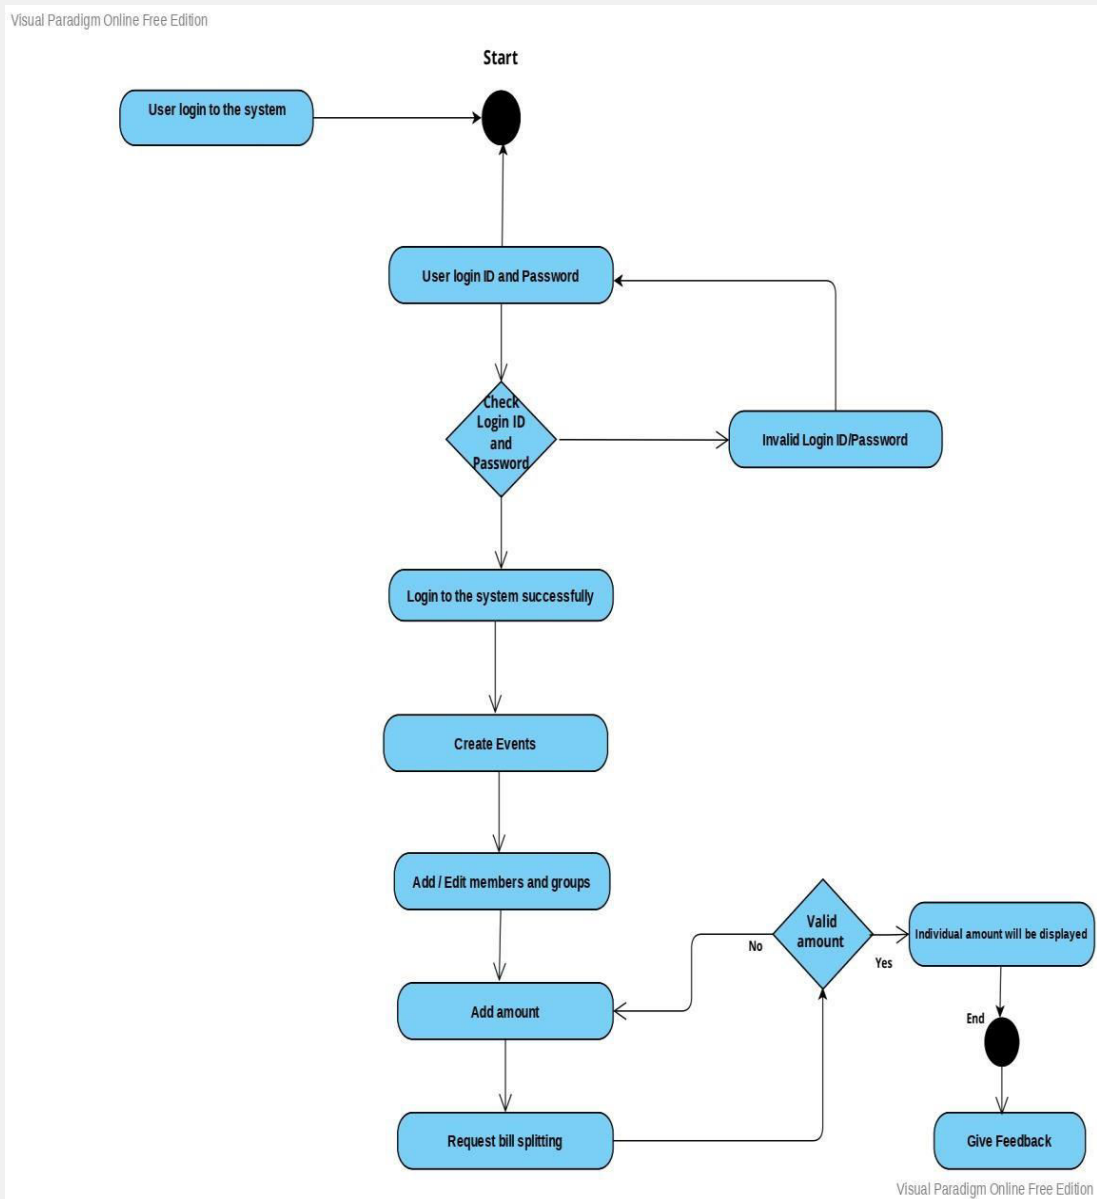 Visual Paradigm Online Free Edition
Start
User login to the system
User login ID and Password
Check
Login ID
and
Password
Invalid Login ID/Password
Login to the system successfully
Create Events
Add / Edit members and groups
Valid
amount
No
Yes
Individual amount will be displayed
Add amount
End
Request bill splitting
Give Feedback
Visual Paradigm Online Free Edition